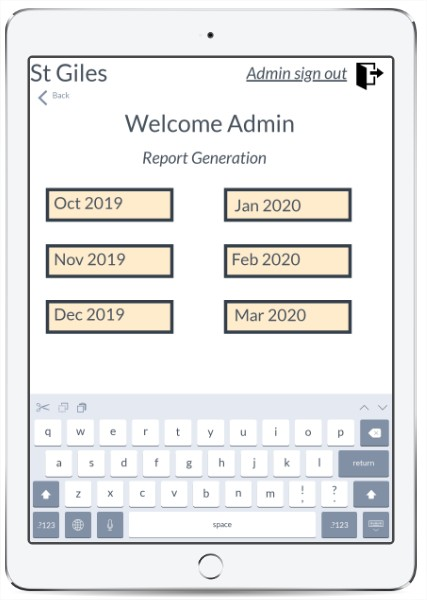 St Giles
Admin sign out
Back
Welcome Admin
Report Generation
Oct 2019
Jan 2020
Nov 2019
Feb 2020
Dec 2019
Mar 2020
q w e r t y u i o p
a s d f g h j k l return
z x c v b n m ! , ? .
.?123 space .?123